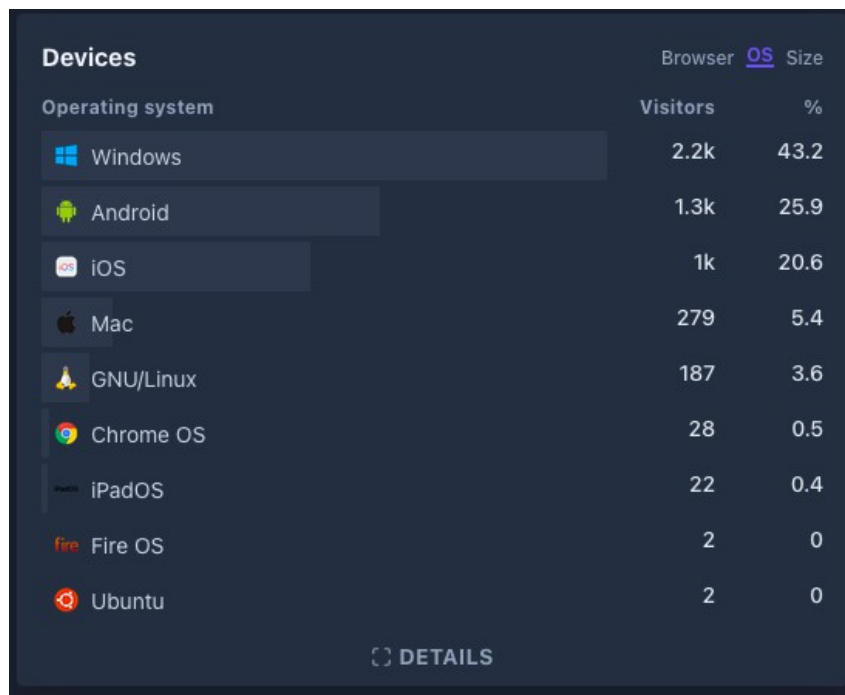 Devices Browser OS Size
Operating system Visitors %
Windows 2.2k 43.2
Android 1.3k 25.9
iOS iOS 1k 20.6
Mac 279 5.4
GNU/Linux 187 3.6
Chrome OS 28 0.5
iPadOS iPadOS 22 0.4
fire Fire OS 2 0
Ubuntu 2 0
DETAILS